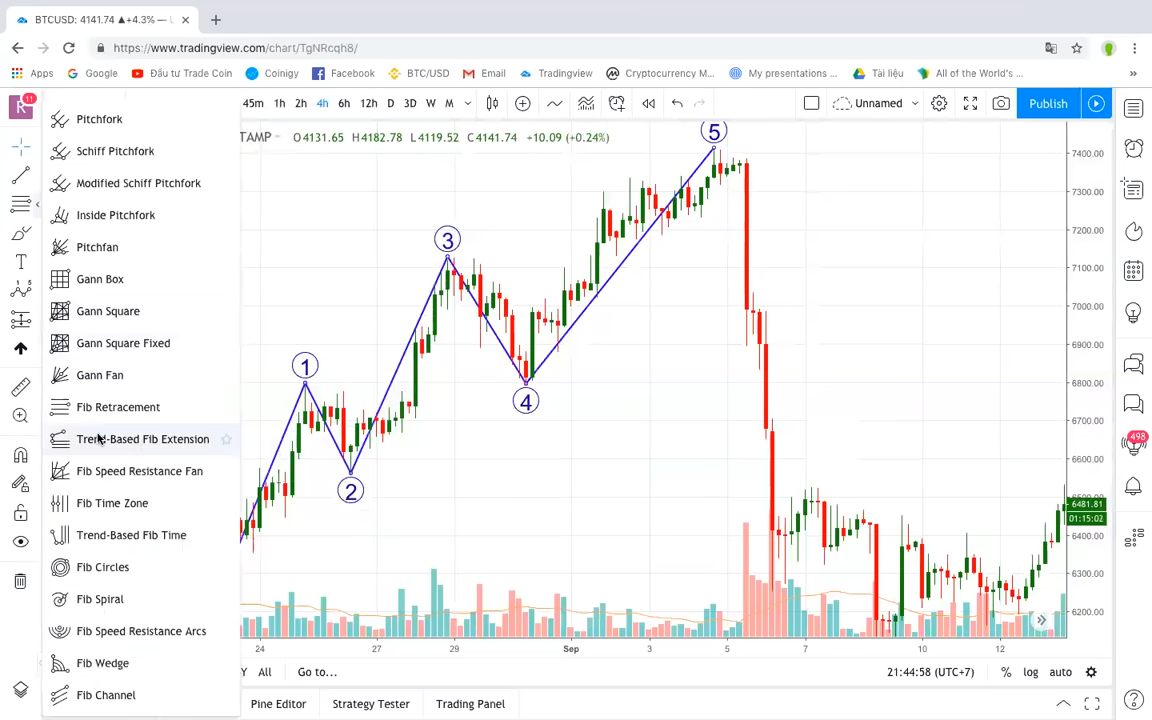 BTCUSD: 4141.74 ▲+4.3% —
https://www.tradingview.com/chart/TgNRcqh8/
Apps Google Đầu tư Trade Coin Coinigy Facebook BTC/USD Email Tradingview Cryptocurrency M... My presentations ... Tài liệu All of the World's ... »
R 11 45m 1h 2h 4h 6h 12h D 3D W M Unnamed Publish
TAMP O4131.65 H4182.78 L4119.52 C4141.74 +10.09 (+0.24%)
Pitchfork
Schiff Pitchfork
Modified Schiff Pitchfork
Inside Pitchfork
Pitchfan
Gann Box
Gann Square
Gann Square Fixed
Gann Fan
Fib Retracement
Trend-Based Fib Extension
Fib Speed Resistance Fan
Fib Time Zone
Trend-Based Fib Time
Fib Circles
Fib Spiral
Fib Speed Resistance Arcs
Fib Wedge
Fib Channel
5
3
1
4
2
7400.00
7300.00
7200.00
7100.00
7000.00
6900.00
6800.00
6700.00
6600.00
6481.81
01:15:02
6400.00
6300.00
6200.00
498
24 27 29 Sep 3 5 7 10 12
Y All Go to... 21:44:58 (UTC+7) % log auto
Pine Editor Strategy Tester Trading Panel